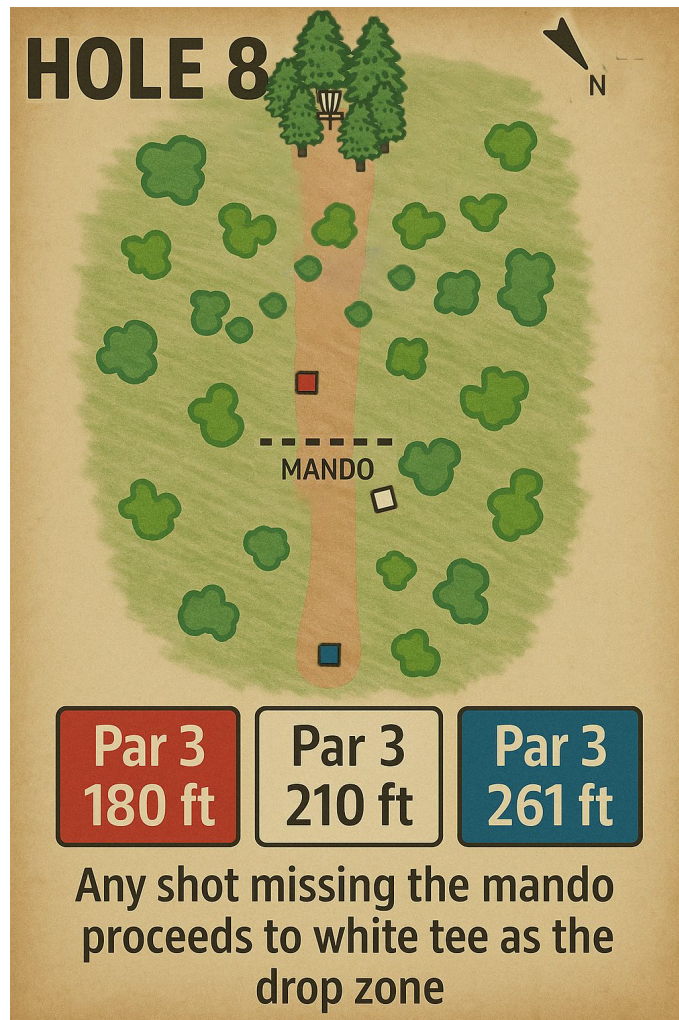 HOLE 8
N
MANDO
Par 3
180 ft
Par 3
210 ft
Par 3
261 ft
Any shot missing the mando
proceeds to white tee as the
drop zone